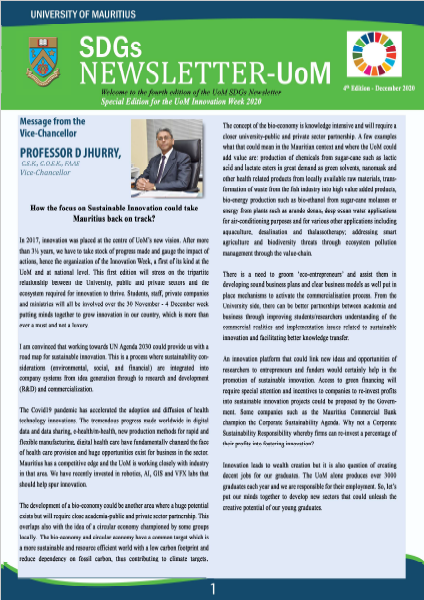 UNIVERSITY OF MAURITIUS
SDGs
NEWSLETTER-UoM
Welcome to the fourth edition of the UoM SDGs Newsletter
Special Edition for the UoM Innovation Week 2020
4th Edition - December 2020
Message from the
Vice-Chancellor
PROFESSOR D JHURRY,
C.S.K., G.O.S.K., FAAS
Vice-Chancellor
How the focus on Sustainable Innovation could take
Mauritius back on track?
In 2017, innovation was placed at the centre of UoM's new vision. After more
than 3½ years, we have to take stock of progress made and gauge the impact of
actions, hence the organization of the Innovation Week, a first of its kind at the
UoM and at national level. This first edition will stress on the tripartite
relationship between the University, public and private sectors and the
ecosystem required for innovation to thrive. Students, staff, private companies
and ministries will all be involved over the 30 November - 4 December week
putting minds together to grow innovation in our country, which is more than
ever a must and not a luxury.
I am convinced that working towards UN Agenda 2030 could provide us with a
road map for sustainable innovation. This is a process where sustainability con-
siderations (environmental, social, and financial) are integrated into
company systems from idea generation through to research and development
(R&D) and commercialization.
The Covid19 pandemic has accelerated the adoption and diffusion of health
technology innovations. The tremendous progress made worldwide in digital
data and data sharing, e-health/m-health, new production methods for rapid and
flexible manufacturing, digital health care have fundamentally changed the face
of health care provision and huge opportunities exist for business in the sector.
Mauritius has a competitive edge and the UoM is working closely with industry
in that area. We have recently invested in robotics, AI, GIS and VFX labs that
should help spur innovation.
The development of a bio-economy could be another area where a huge potential
exists but will require close academia-public and private sector partnership. This
overlaps also with the idea of a circular economy championed by some groups
locally. The bio-economy and circular economy have a common target which is
a more sustainable and resource efficient world with a low carbon footprint and
reduce dependency on fossil carbon, thus contributing to climate targets.
The concept of the bio-economy is knowledge intensive and will require a
closer university-public and private sector partnership. A few examples
what that could mean in the Mauritian context and where the UoM could
add value are: production of chemicals from sugar-cane such as lactic
acid and lactate esters in great demand as green solvents, nanomask and
other health related products from locally available raw materials, trans-
formation of waste from the fish industry into high value added products,
bio-energy production such as bio-ethanol from sugar-cane molasses or
energy from plants such as arundo donax, deep ocean water applications
for air-conditioning purposes and for various other applications including
aquaculture, desalination and thalasotherapy; addressing smart
agriculture and biodiversity threats through ecosystem pollution
management through the value-chain.
There is a need to groom 'eco-entrepreneurs' and assist them in
developing sound business plans and clear business models as well put in
place mechanisms to activate the commercialisation process. From the
University side, there can be better partnerships between academia and
business through improving students/researchers understanding of the
commercial realities and implementation issues related to sustainable
innovation and facilitating better knowledge transfer.
An innovation platform that could link new ideas and opportunities of
researchers to entrepreneurs and funders would certainly help in the
promotion of sustainable innovation. Access to green financing will
require special attention and incentives to companies to re-invest profits
into sustainable innovation projects could be proposed by the Govern-
ment. Some companies such as the Mauritius Commercial Bank
champion the Corporate Sustainability Agenda. Why not a Corporate
Sustainability Responsibility whereby firms can re-invest a percentage of
their profits into fostering innovation?
Innovation leads to wealth creation but it is also question of creating
decent jobs for our graduates. The UoM alone produces over 3000
graduates each year and we are responsible for their employment. So, let's
put our minds together to develop new sectors that could unleash the
creative potential of our young graduates.
1